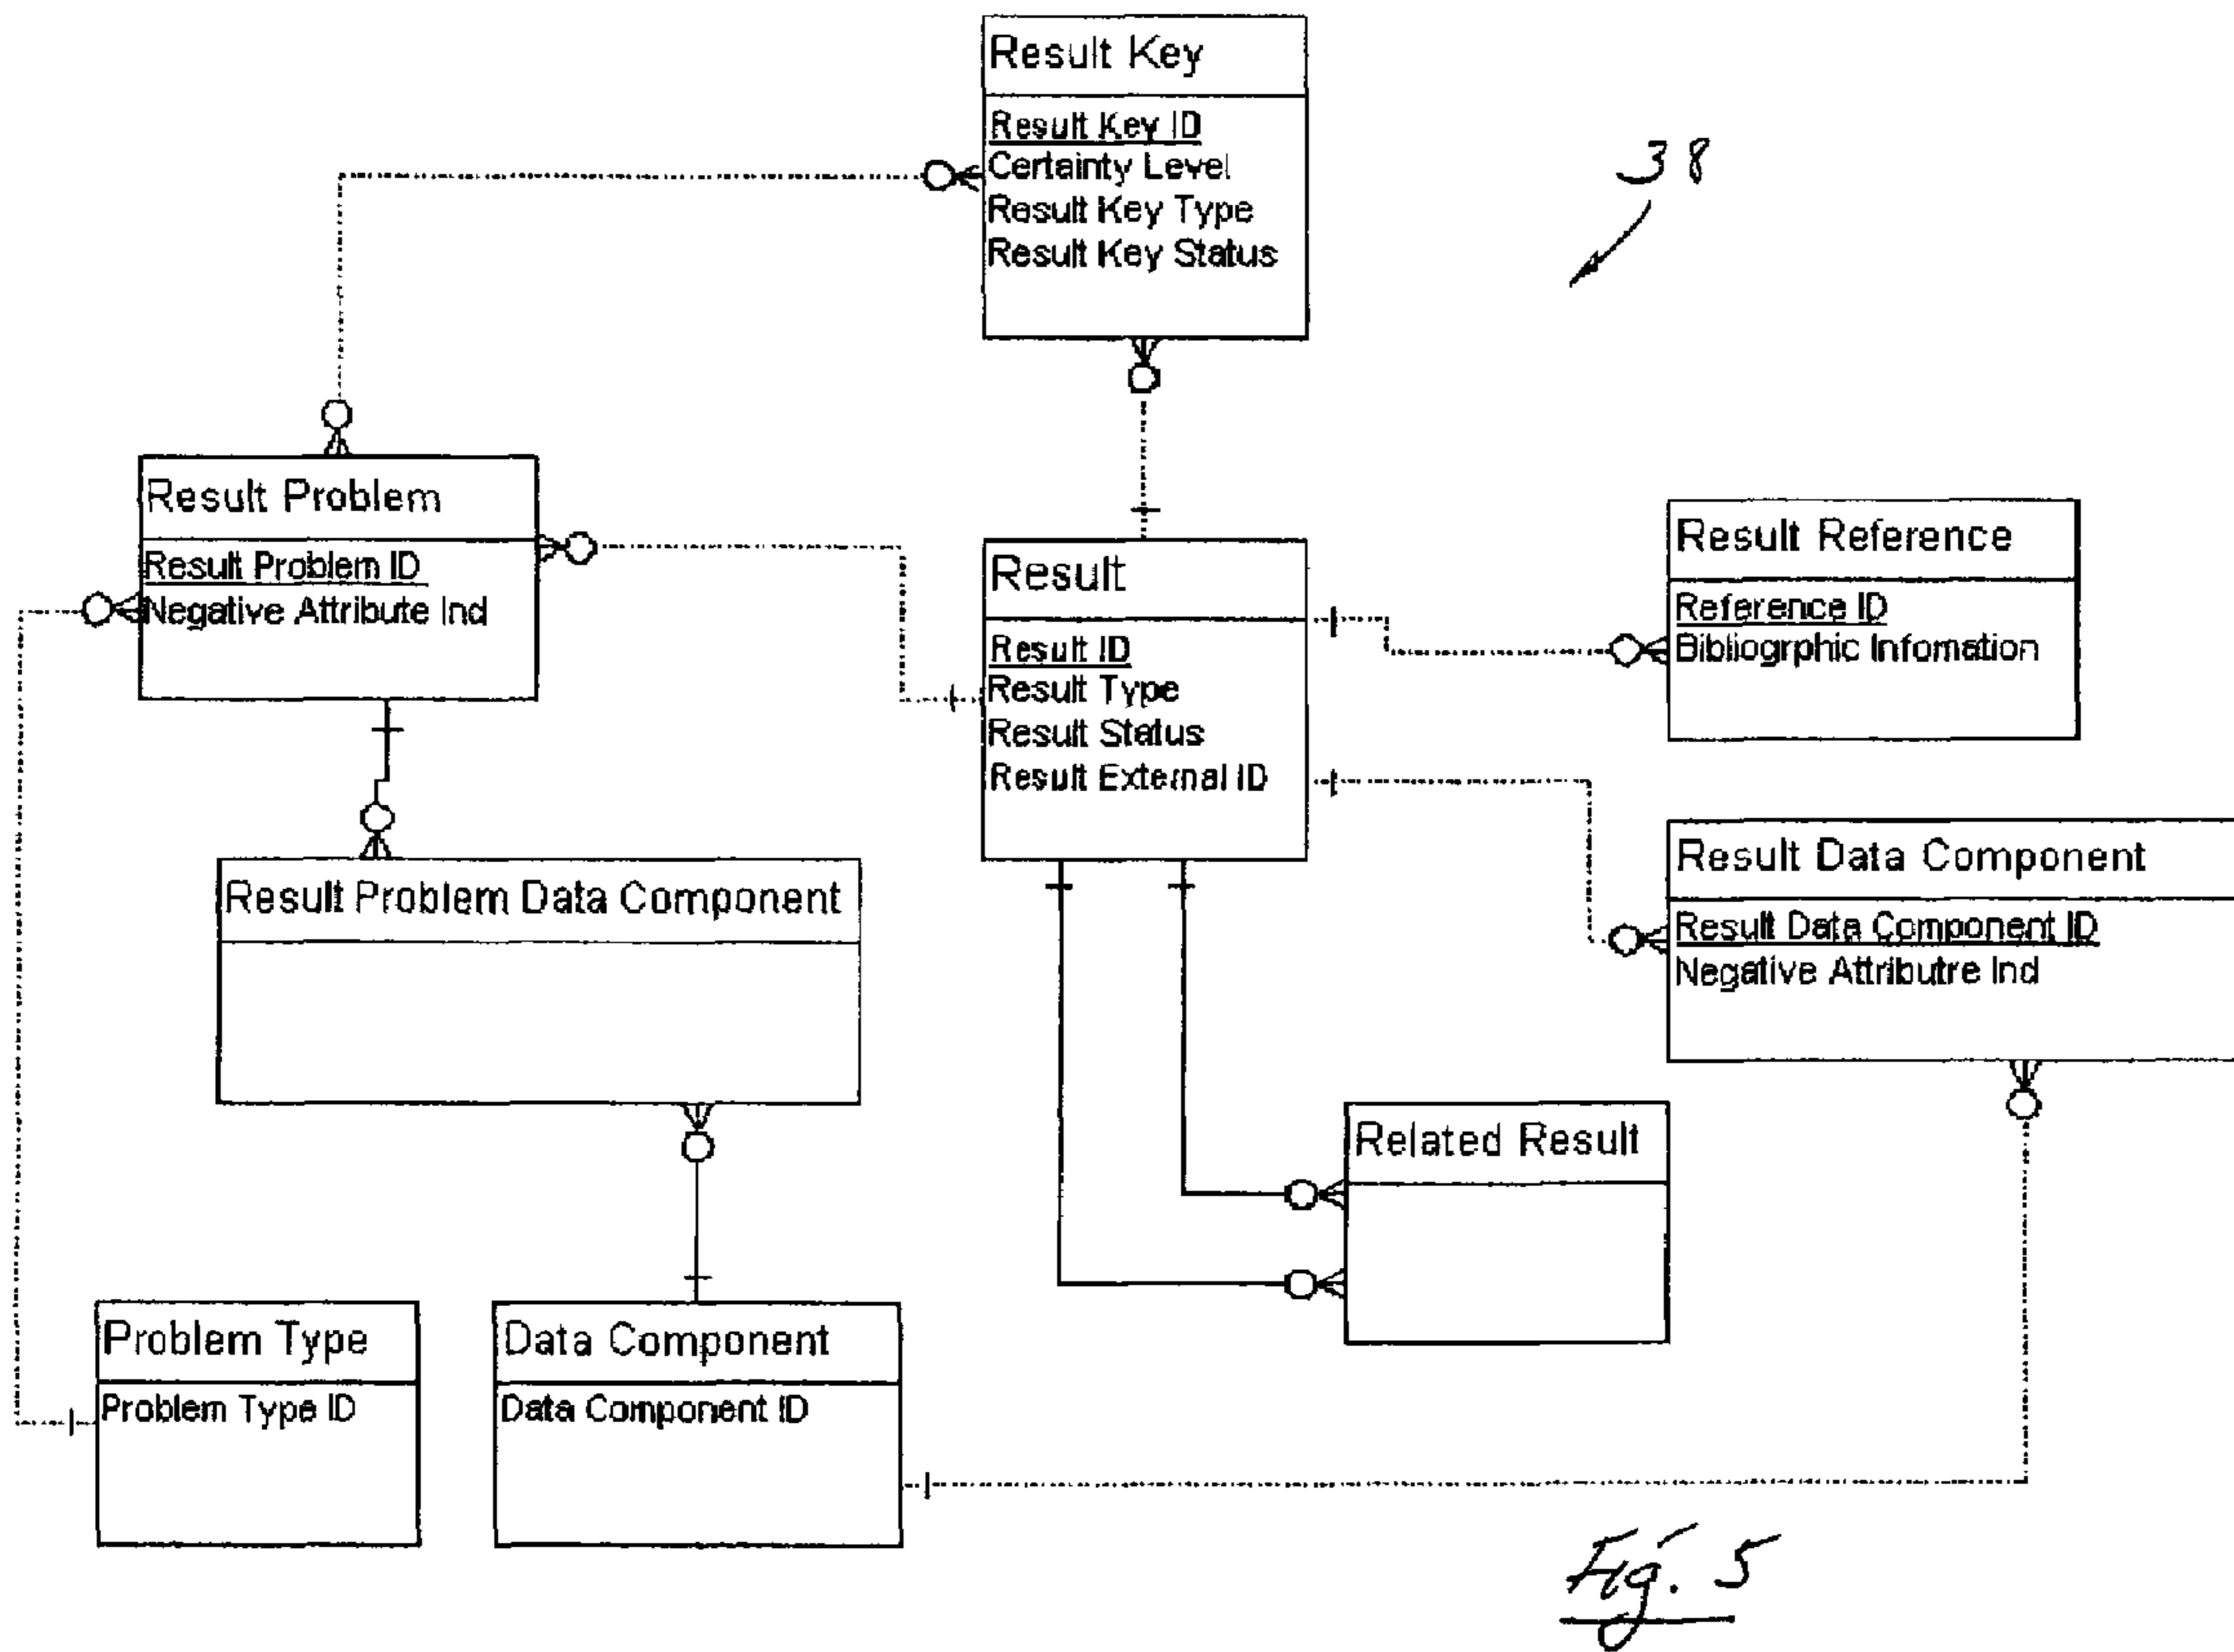 Result Key
Result Key ID
Certainty Level
Result Key Type
Result Key Status
38
Result Problem
Result Problem ID
Negative Attribute Ind
Result
Result ID
Result Type
Result Status
Result External ID
Result Reference
Reference ID
Bibliogrphic Infomation
Result Data Component
Result Data Component ID
Negative Attributre Ind
Result Problem Data Component
Related Result
Problem Type
Problem Type ID
Data Component
Data Component ID
Fig. 5